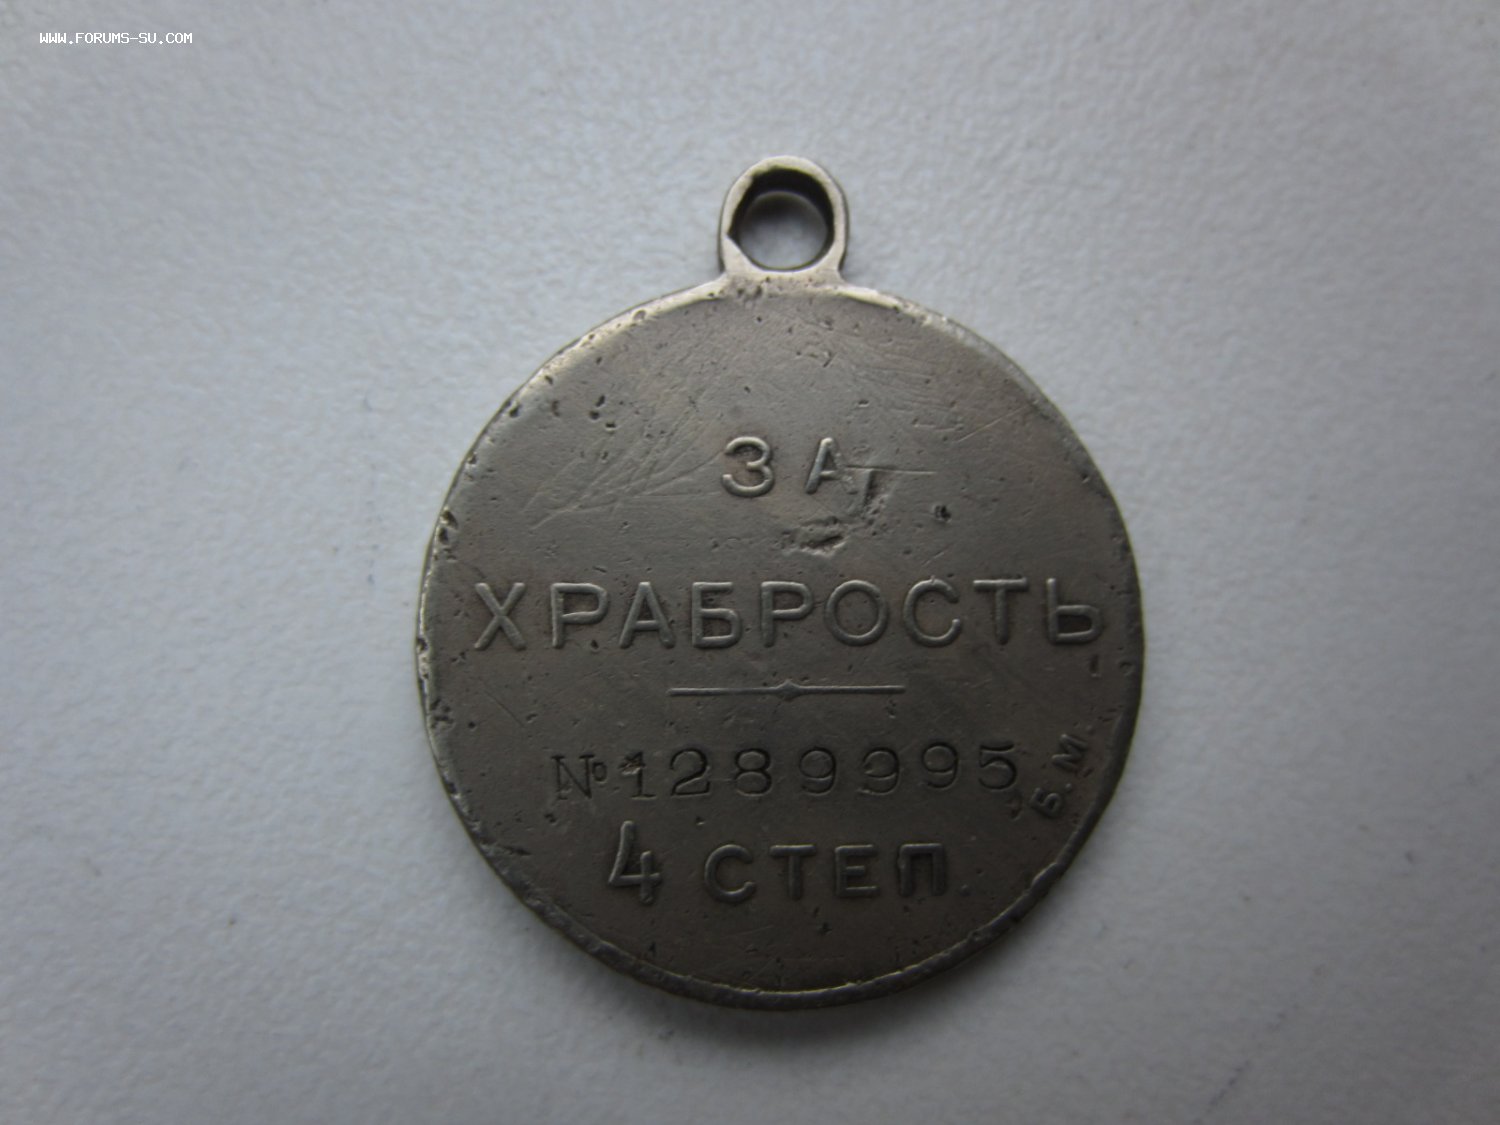 WWW.FORUMS-SU.COM
ЗА
ХРАБРОСТЬ
№1289995
Б.М.
4 СТЕП.